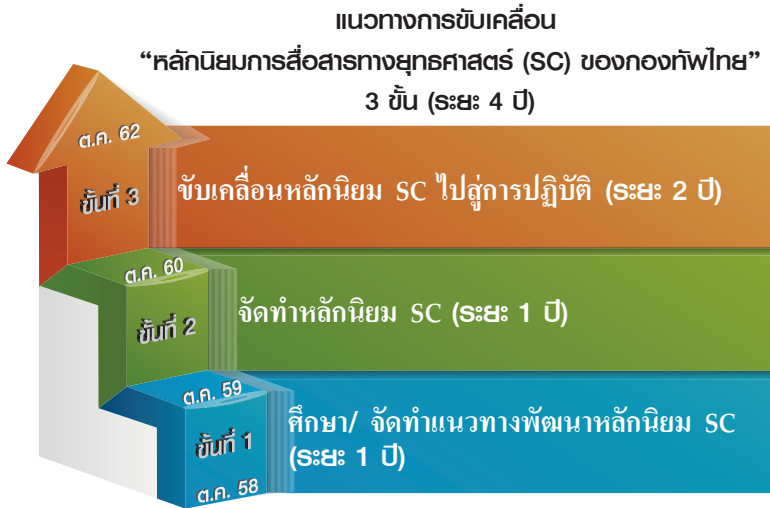 แนวทางการขับเคลื่อน
“หลักนิยมการสื่อสารทางยุทธศาสตร์ (SC) ของกองทัพไทย”
3 ขั้น (ระยะ 4 ปี)
ต.ค. 62
ขั้นที่ 3
ขับเคลื่อนหลักนิยม SC ไปสู่การปฏิบัติ (ระยะ 2 ปี)
ต.ค. 60
ขั้นที่ 2
จัดทำหลักนิยม SC (ระยะ 1 ปี)
ต.ค. 59
ขั้นที่ 1
ต.ค. 58
ศึกษา/ จัดทำแนวทางพัฒนาหลักนิยม SC
(ระยะ 1 ปี)